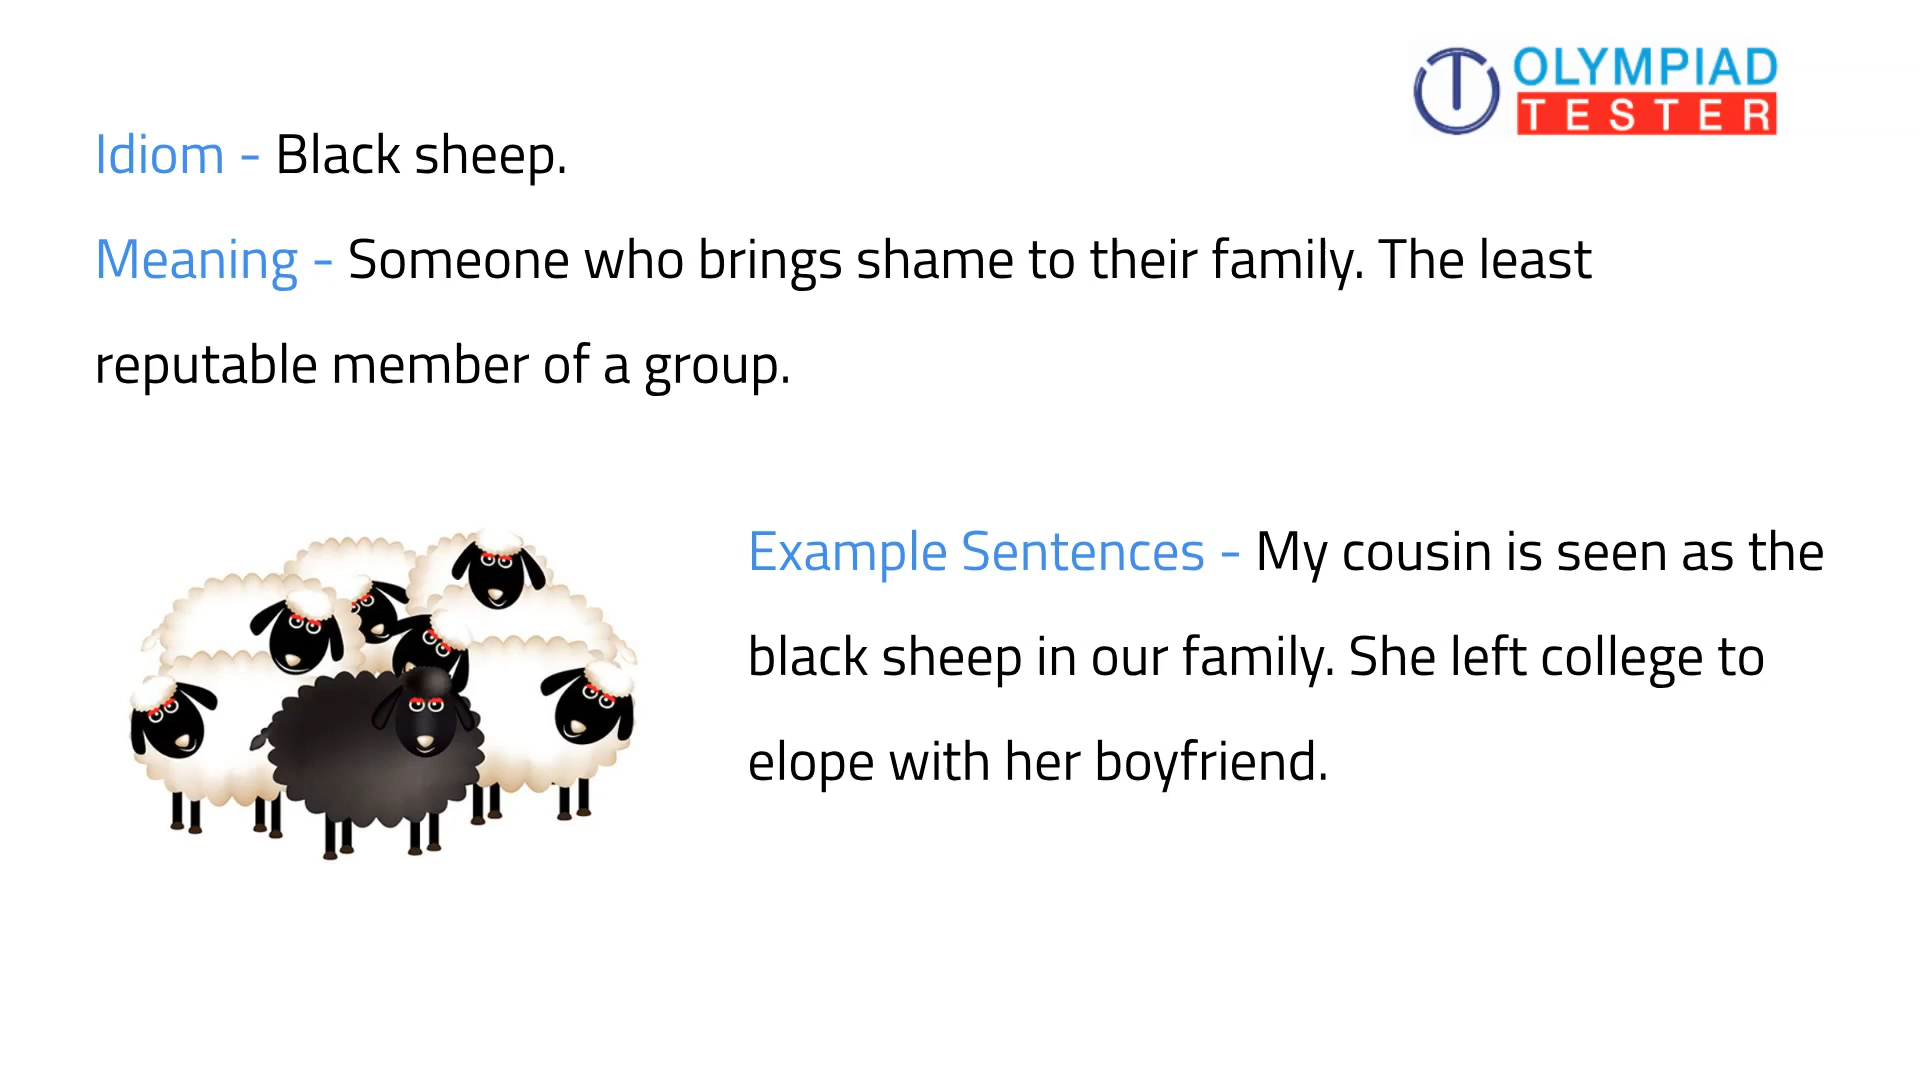 OLYMPIAD
TESTER
Idiom - Black sheep.
Meaning - Someone who brings shame to their family. The least
reputable member of a group.
Example Sentences - My cousin is seen as the
black sheep in our family. She left college to
elope with her boyfriend.